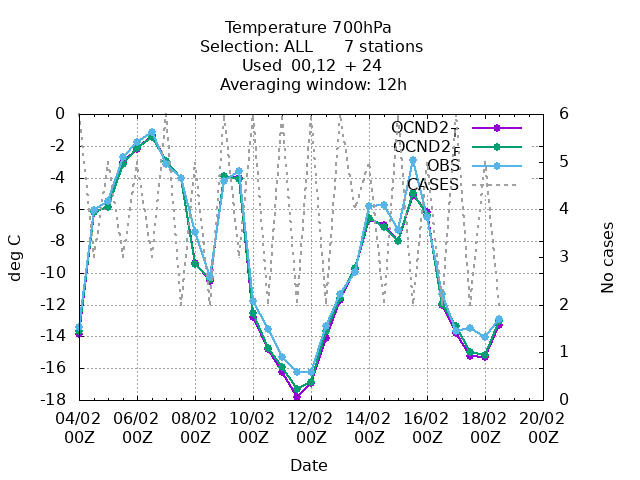 Temperature 700hPa
Selection: ALL 7 stations
Used 00,12 + 24
Averaging window: 12h
deg C
No cases
OCND2_T
OCND2_F
OBS
CASES
0
-2
-4
-6
-8
-10
-12
-14
-16
-18
6
5
4
3
2
1
0
04/02 06/02 08/02 10/02 12/02 14/02 16/02 18/02 20/02
00Z 00Z 00Z 00Z 00Z 00Z 00Z 00Z 00Z
Date